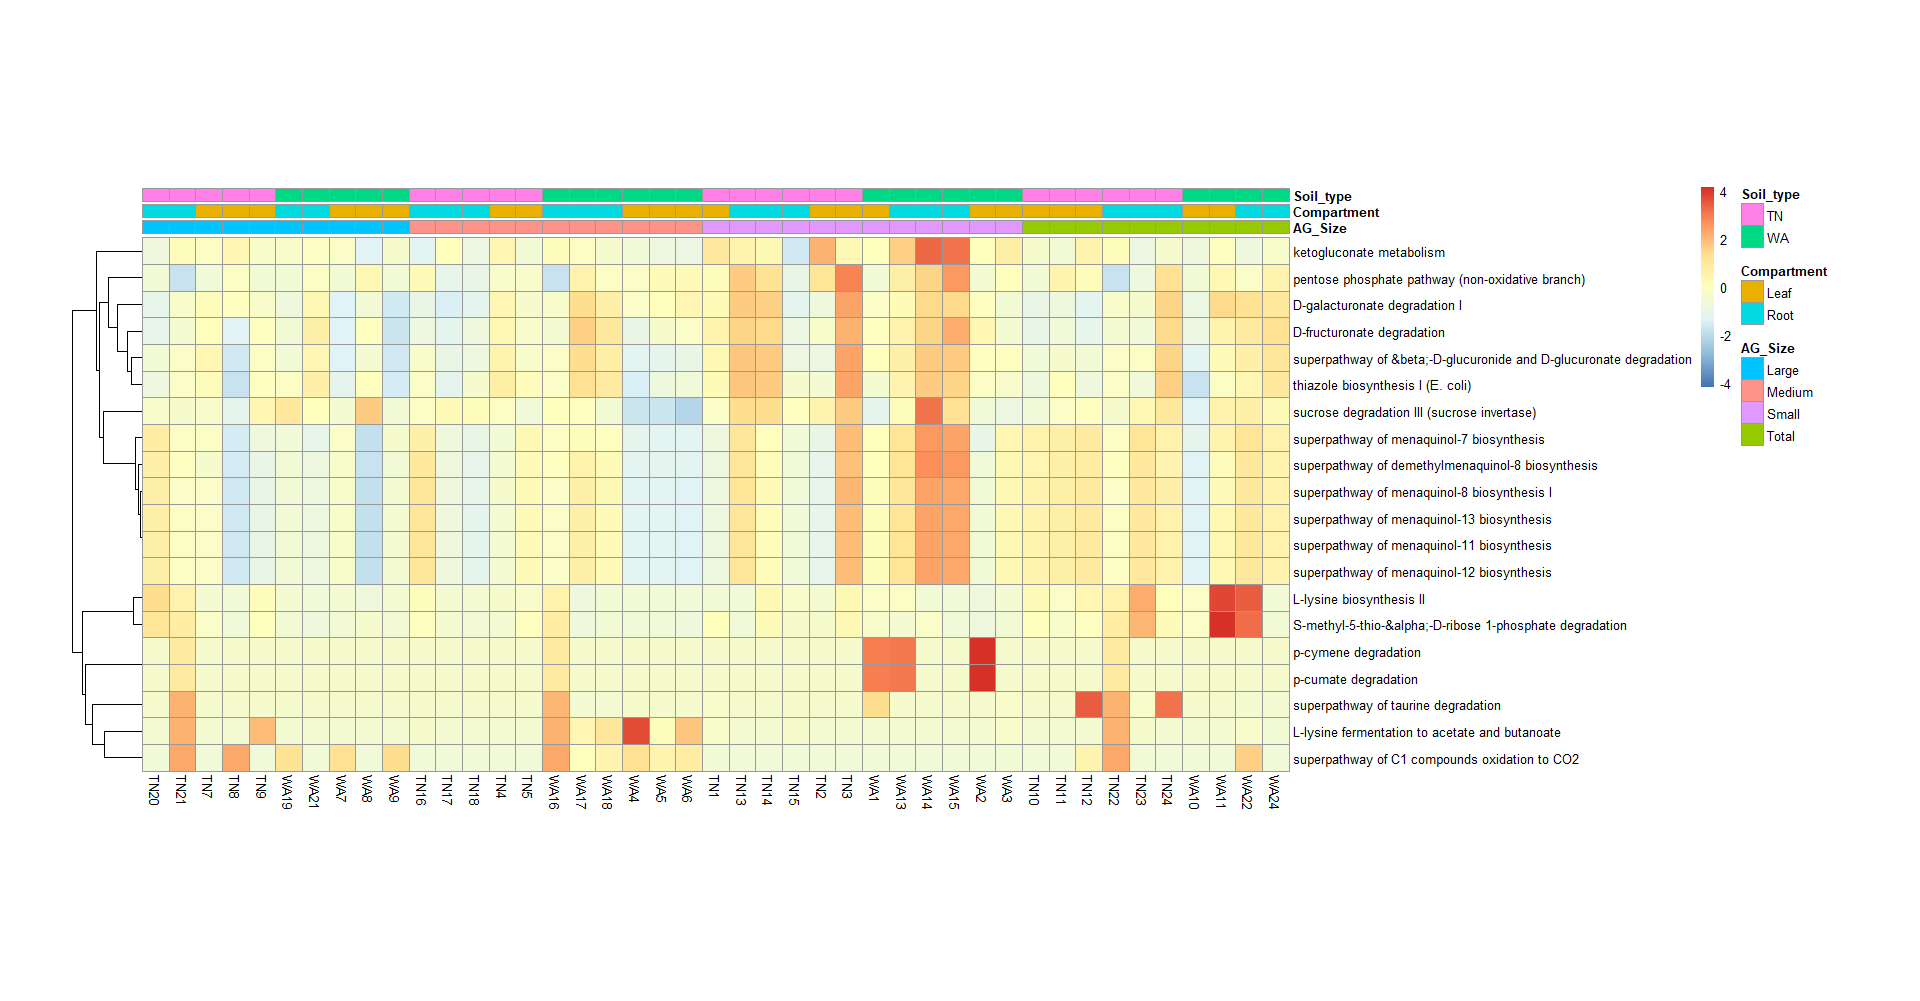 Soil_type
Compartment
AG_Size
ketogluconate metabolism
pentose phosphate pathway (non-oxidative branch)
D-galacturonate degradation I
D-fructuronate degradation
superpathway of &beta;-D-glucuronide and D-glucuronate degradation
thiazole biosynthesis I (E. coli)
sucrose degradation III (sucrose invertase)
superpathway of menaquinol-7 biosynthesis
superpathway of demethylmenaquinol-8 biosynthesis
superpathway of menaquinol-8 biosynthesis I
superpathway of menaquinol-13 biosynthesis
superpathway of menaquinol-11 biosynthesis
superpathway of menaquinol-12 biosynthesis
L-lysine biosynthesis II
S-methyl-5-thio-&alpha;-D-ribose 1-phosphate degradation
p-cymene degradation
p-cumate degradation
superpathway of taurine degradation
L-lysine fermentation to acetate and butanoate
superpathway of C1 compounds oxidation to CO2
TN20
TN21
TN7
TN8
TN9
WA19
WA21
WA7
WA8
WA9
TN16
TN17
TN18
TN4
TN5
WA16
WA17
WA18
WA4
WA5
WA6
TN1
TN13
TN14
TN15
TN2
TN3
WA1
WA13
WA14
WA15
WA2
WA3
TN10
TN11
TN12
TN22
TN23
TN24
WA10
WA11
WA22
WA24
4
2
0
-2
-4
Soil_type
TN
WA
Compartment
Leaf
Root
AG_Size
Large
Medium
Small
Total